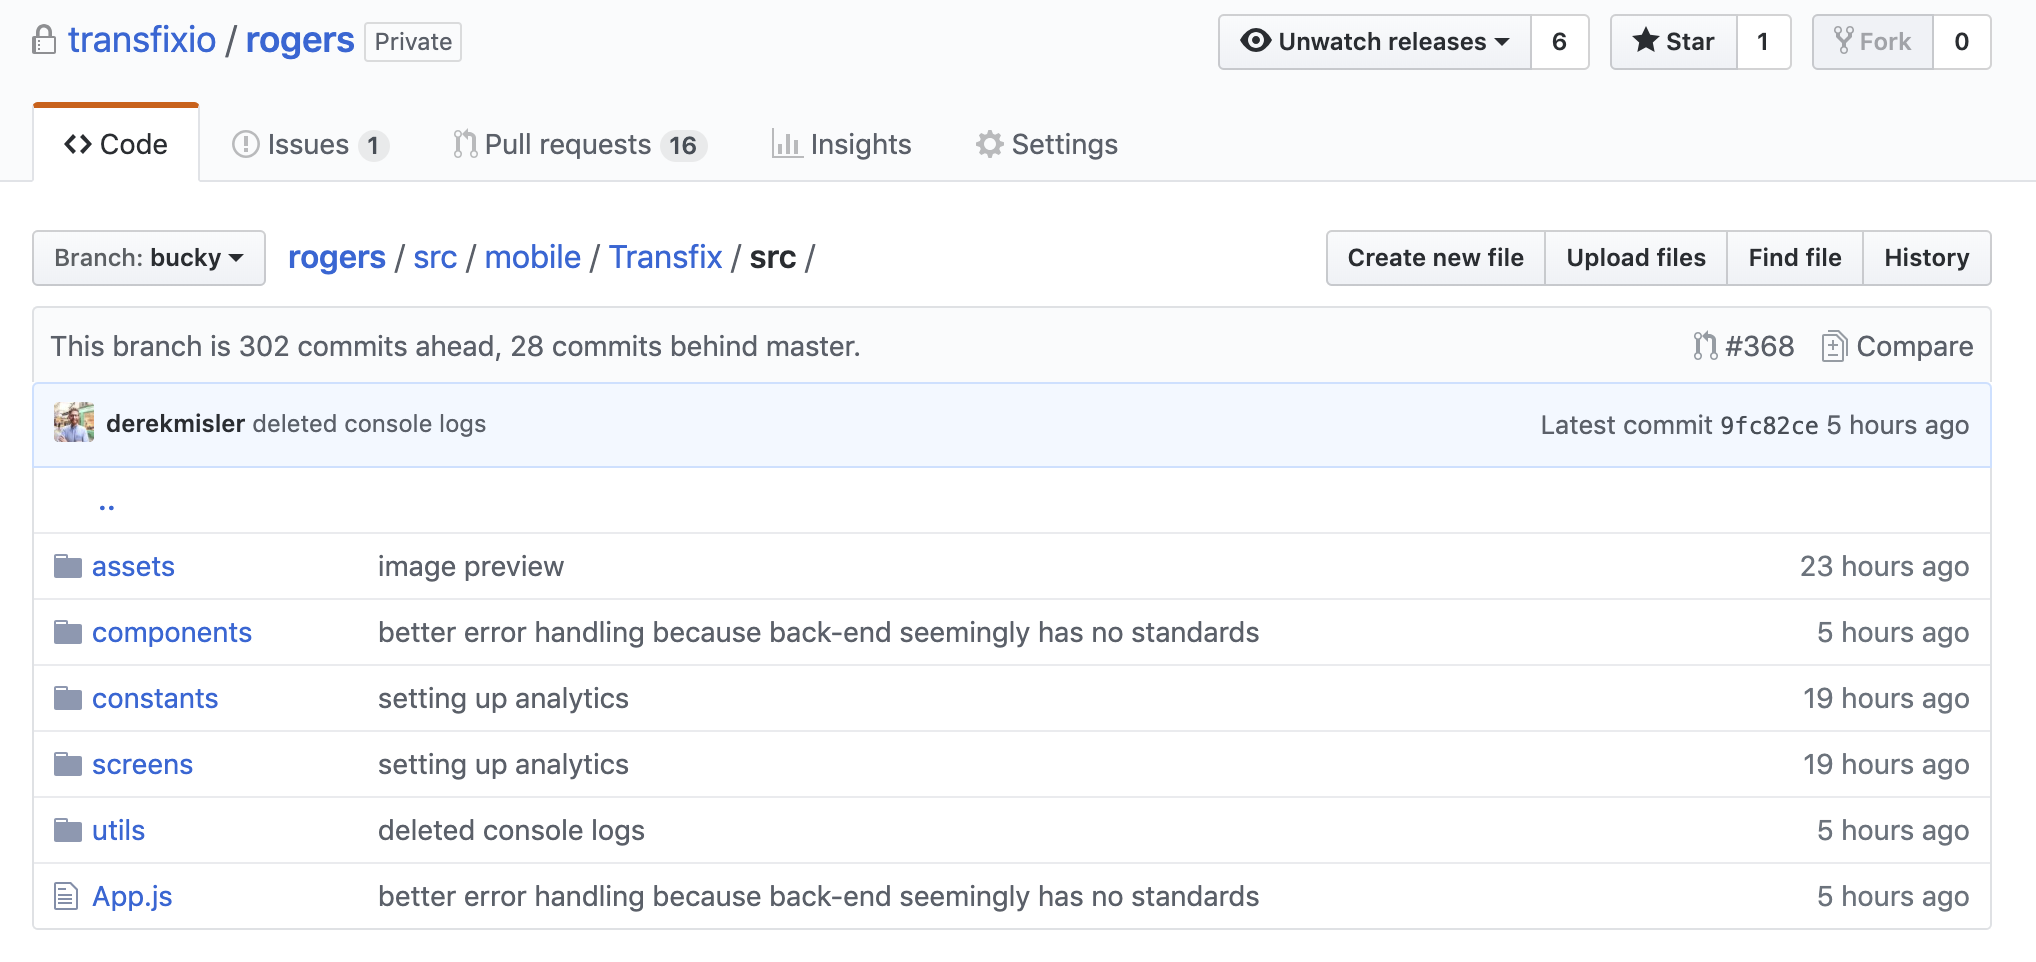 transfixio / rogers Private Unwatch releases 6 Star 1 Fork 0
Code Issues 1 Pull requests 16 Insights Settings
Branch: bucky rogers / src / mobile / Transfix / src / Create new file Upload files Find file History
This branch is 302 commits ahead, 28 commits behind master. #368 Compare
derekmisler deleted console logs Latest commit 9fc82ce 5 hours ago
..
assets image preview 23 hours ago
components better error handling because back-end seemingly has no standards 5 hours ago
constants setting up analytics 19 hours ago
screens setting up analytics 19 hours ago
utils deleted console logs 5 hours ago
App.js better error handling because back-end seemingly has no standards 5 hours ago